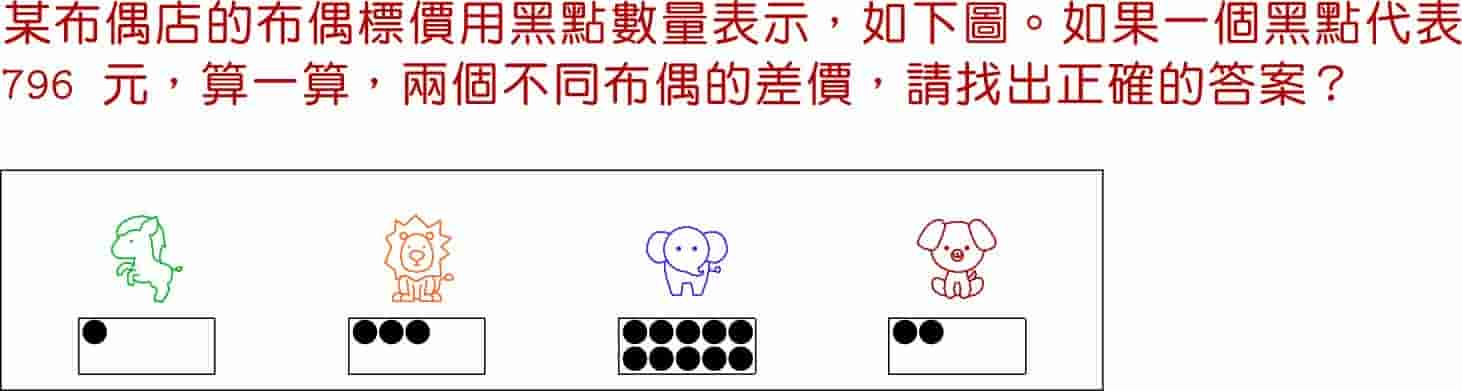 某布偶店的布偶標價用黑點數量表示，如下圖。如果一個黑點代表
796 元，算一算，兩個不同布偶的差價，請找出正確的答案？